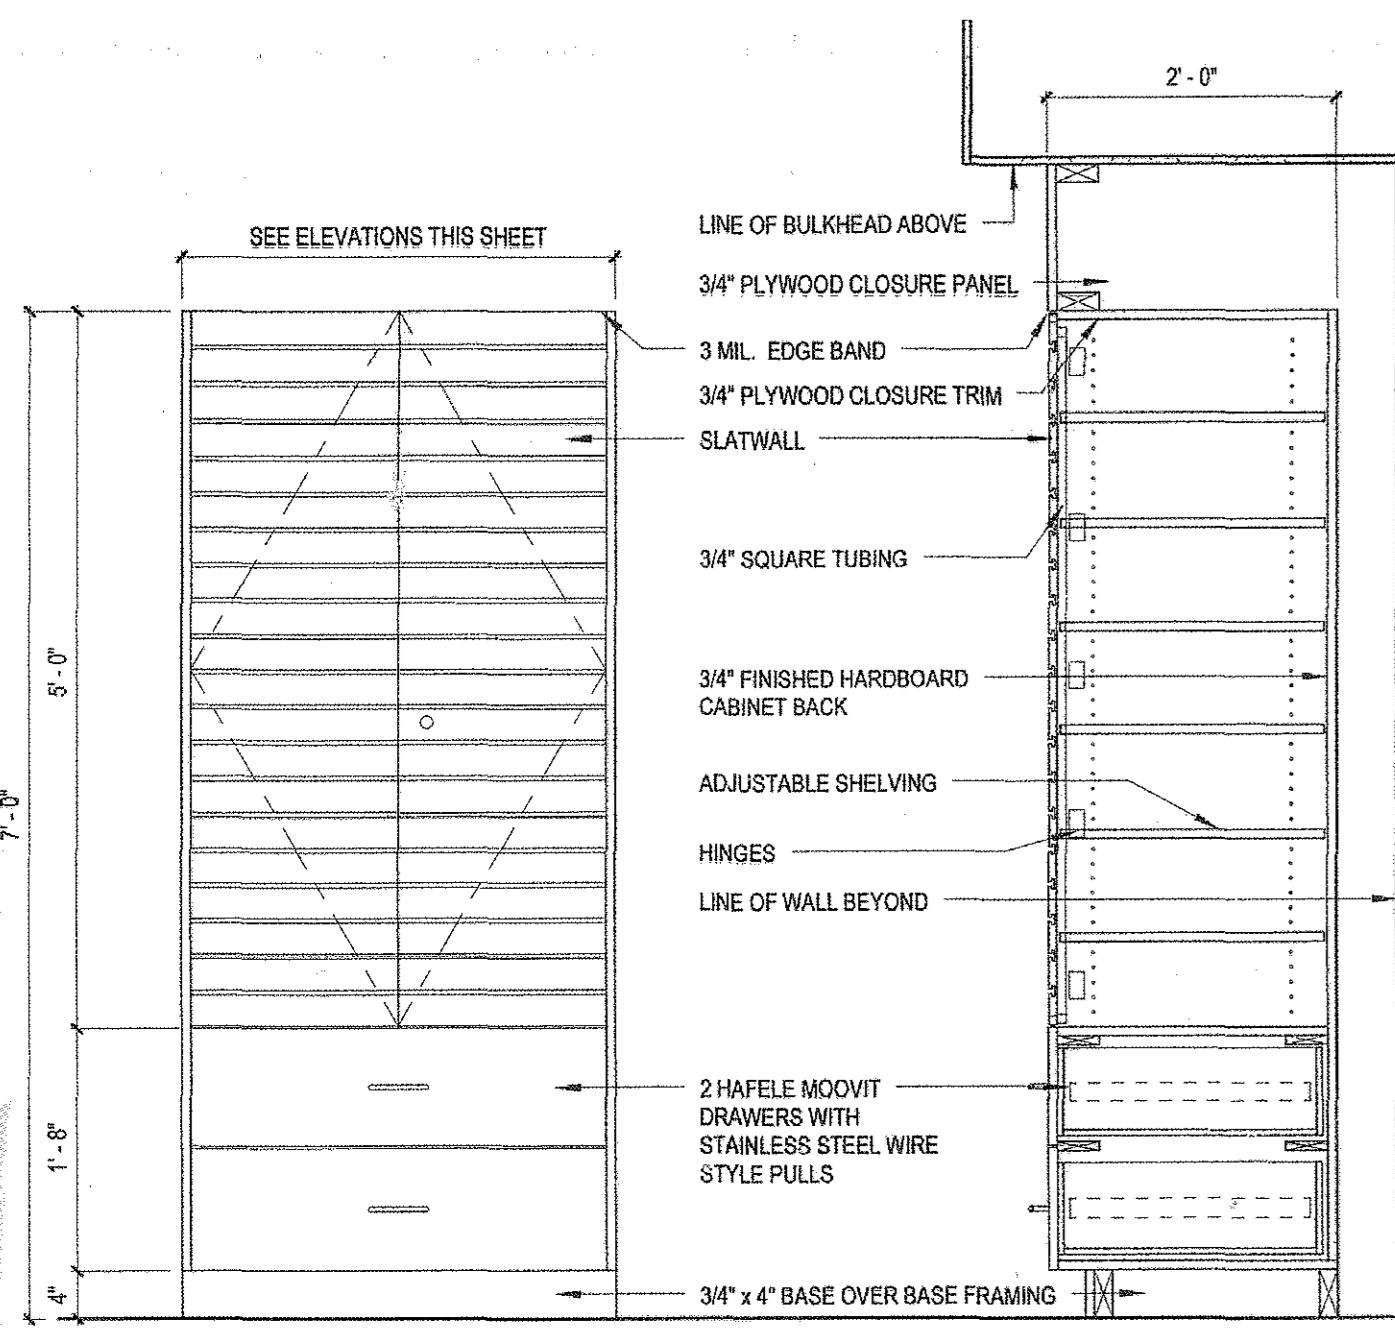 2' - 0"
LINE OF BULKHEAD ABOVE
SEE ELEVATIONS THIS SHEET
3/4" PLYWOOD CLOSURE PANEL
3 MIL. EDGE BAND
3/4" PLYWOOD CLOSURE TRIM
SLATWALL
3/4" SQUARE TUBING
5' - 0"
3/4" FINISHED HARDBOARD
CABINET BACK
7' - 0"
ADJUSTABLE SHELVING
HINGES
LINE OF WALL BEYOND
1' - 8"
2 HAFELE MOOVIT
DRAWERS WITH
STAINLESS STEEL WIRE
STYLE PULLS
4"
3/4" x 4" BASE OVER BASE FRAMING